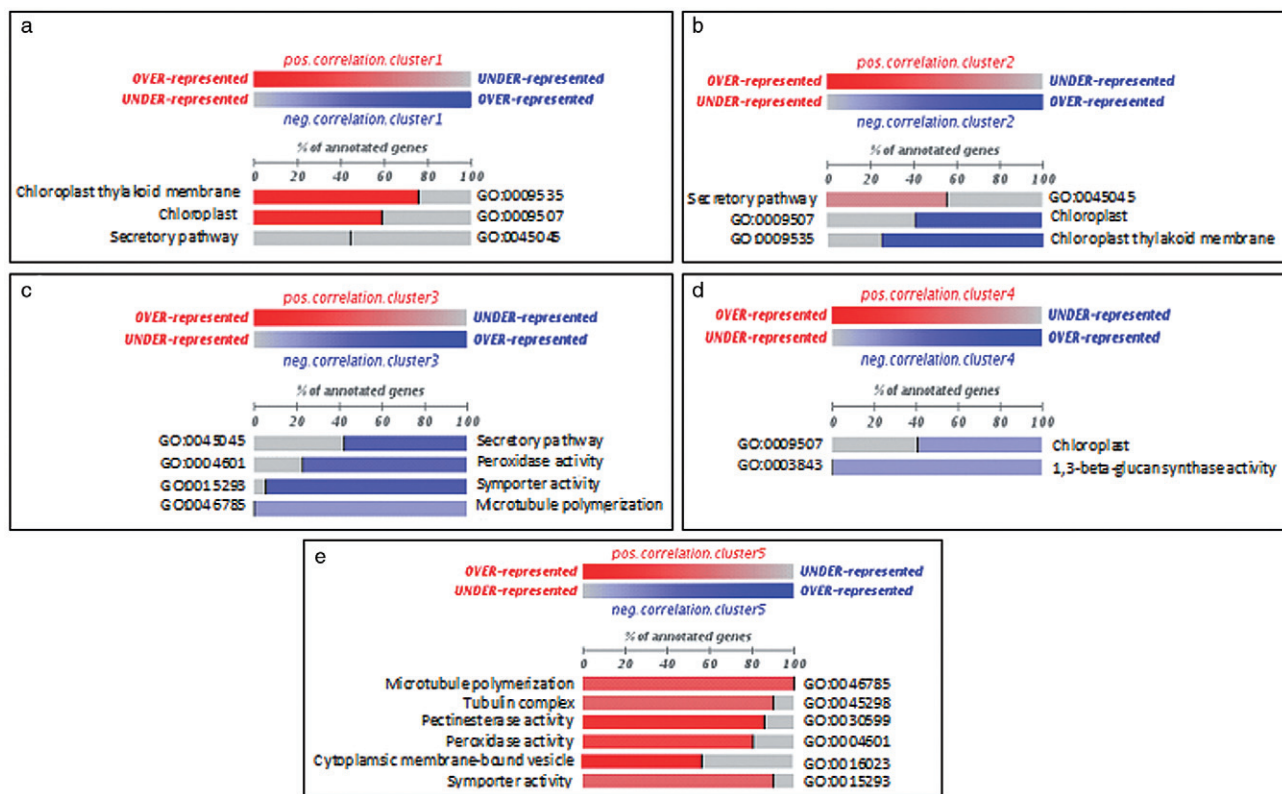 a
pos.correlation.cluster1
OVER-represented UNDER-represented
UNDER-represented OVER-represented
neg.correlation.cluster1
% of annotated genes
0 20 40 60 80 100
Chloroplast thylakoid membrane GO:0009535
Chloroplast GO:0009507
Secretory pathway GO:0045045
b
pos.correlation.cluster2
OVER-represented UNDER-represented
UNDER-represented OVER-represented
neg.correlation.cluster2
% of annotated genes
0 20 40 60 80 100
Secretory pathway GO:0045045
GO:0009507 Chloroplast
GO:0009535 Chloroplast thylakoid membrane
c
pos.correlation.cluster3
OVER-represented UNDER-represented
UNDER-represented OVER-represented
neg.correlation.cluster3
% of annotated genes
0 20 40 60 80 100
GO:0045045 Secretory pathway
GO:0004601 Peroxidase activity
GO:0015293 Symporter activity
GO:0046785 Microtubule polymerization
d
pos.correlation.cluster4
OVER-represented UNDER-represented
UNDER-represented OVER-represented
neg.correlation.cluster4
% of annotated genes
0 20 40 60 80 100
GO:0009507 Chloroplast
GO:0003843 1,3-beta-glucan synthase activity
e
pos.correlation.cluster5
OVER-represented UNDER-represented
UNDER-represented OVER-represented
neg.correlation.cluster5
% of annotated genes
0 20 40 60 80 100
Microtubule polymerization GO:0046785
Tubulin complex GO:0045298
Pectinesterase activity GO:0030599
Peroxidase activity GO:0004601
Cytoplamsic membrane-bound vesicle GO:0016023
Symporter activity GO:0015293